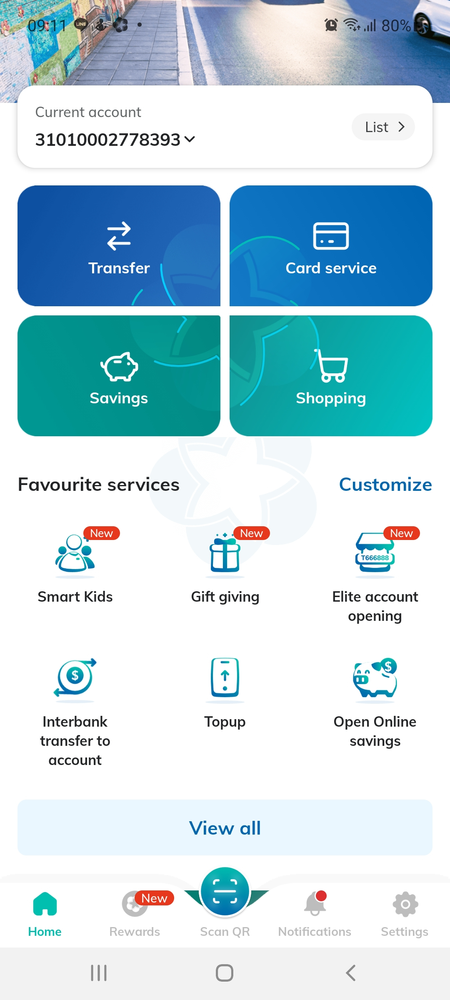 09:11
LINE
80%
Current account
31010002778393
List
Transfer
Card service
Savings
Shopping
Favourite services
Customize
New
New
New
T666888
Smart Kids
Gift giving
Elite account
opening
$
$
Interbank
transfer to
account
Topup
Open Online
savings
View all
New
Home
Rewards
Scan QR
Notifications
Settings